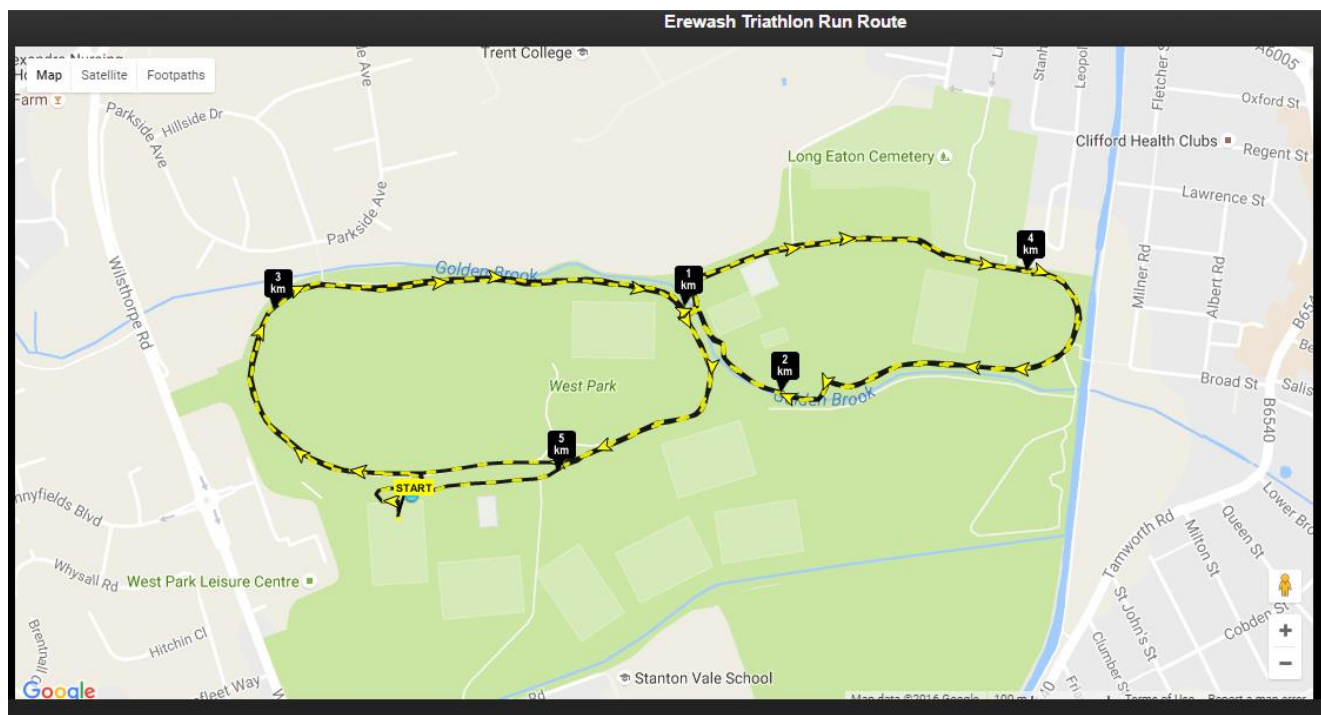 Erewash Triathlon Run Route
Trent College
Map
Satellite
Footpaths
Farm
Parkside Ave
Hillside Dr
Parkside Ave
Wilsthorpe Rd
Long Eaton Cemetery
Clifford Health Clubs
A6005
Oxford St
Regent St
Lawrence St
Fletcher S
Leopol
Stanh
Milner Rd
Albert Rd
B654
Broad St
Salis
B6540
Golden Brook
3
km
1
km
4
km
2
km
Golden Brook
West Park
5
km
START
nnyfields Blvd
Whysall Rd
West Park Leisure Centre
Hitchin Cl
Brentnall
Tamworth Rd
Milton St
Queen St
Lower Bro
St John's St
Cobden St
Clumber S
Stanton Vale School
Rd
Google
Map data ©2016 Google
100 m
Terms of Use
Report a map error